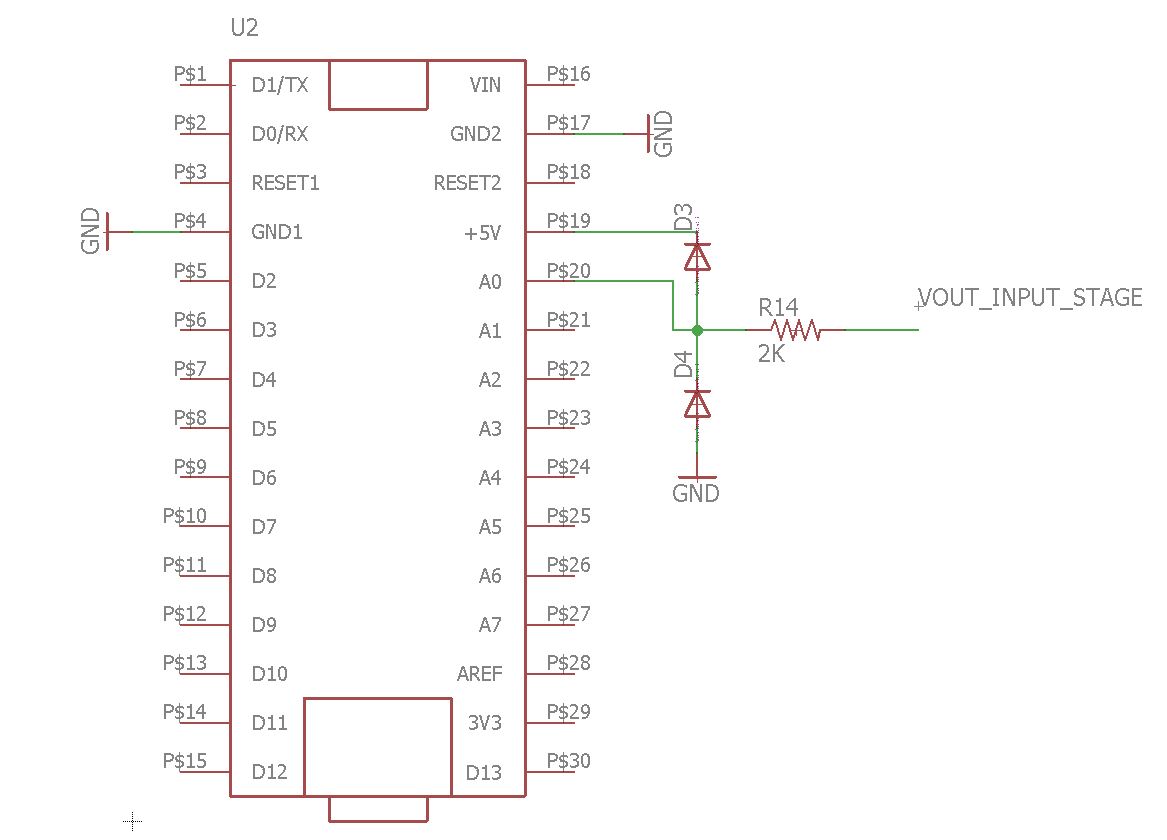 U2
P$1 D1/TX VIN P$16
P$2 D0/RX GND2 P$17 GND
P$3 RESET1 RESET2 P$18
GND P$4 GND1 +5V P$19 D3
P$5 D2 A0 P$20
VOUT_INPUT_STAGE
P$6 D3 A1 P$21 R14
2K
P$7 D4 A2 P$22 D4
P$8 D5 A3 P$23
P$9 D6 A4 P$24
GND
P$10 D7 A5 P$25
P$11 D8 A6 P$26
P$12 D9 A7 P$27
P$13 D10 AREF P$28
P$14 D11 3V3 P$29
P$15 D12 D13 P$30